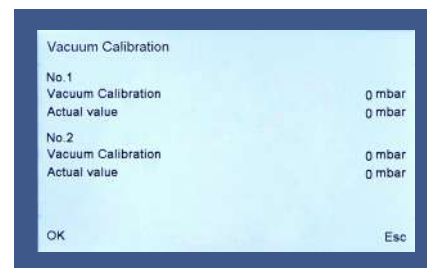 Vacuum Calibration
No.1
Vacuum Calibration 0 mbar
Actual value 0 mbar
No.2
Vacuum Calibration 0 mbar
Actual value 0 mbar
OK Esc